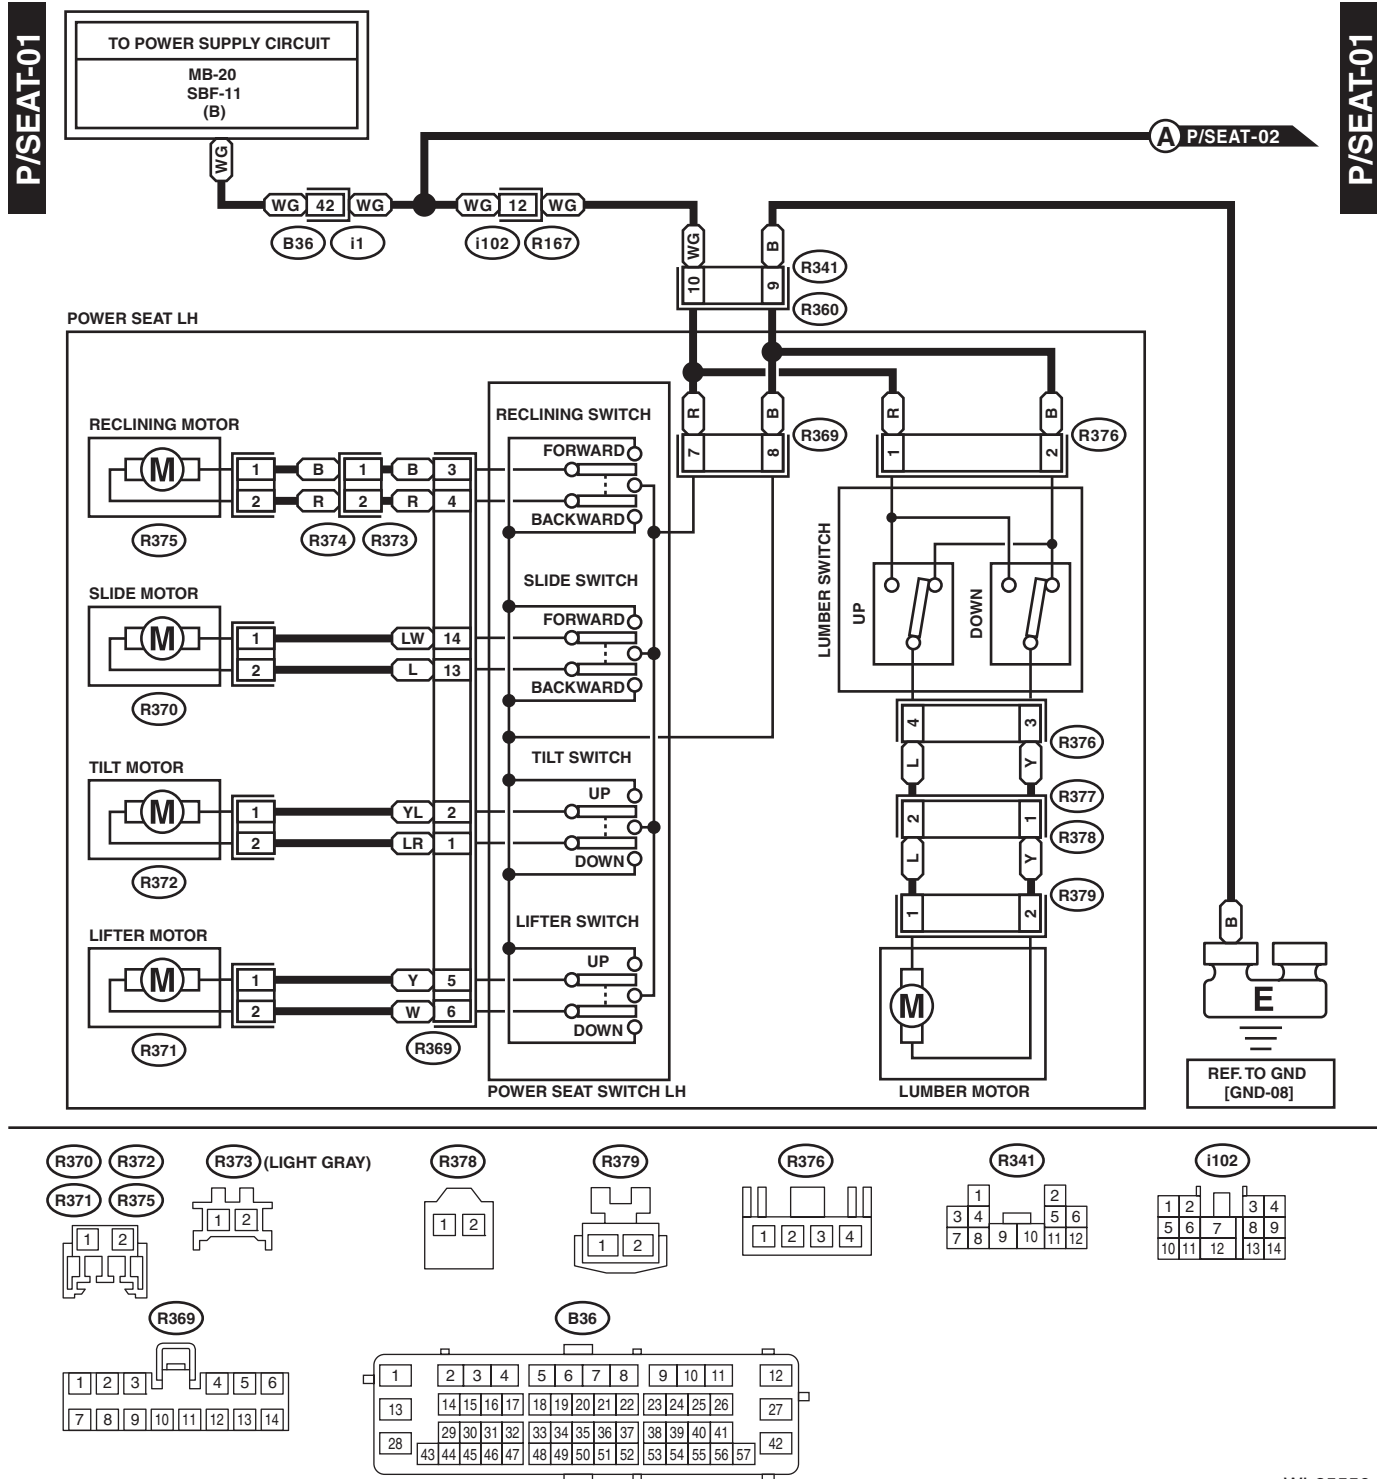 P/SEAT-01
P/SEAT-01
TO POWER SUPPLY CIRCUIT
MB-20
SBF-11
(B)
WG
A P/SEAT-02
WG 42 WG
WG 12 WG
B36 i1
i102 R167
WG B
10 9
R341
R360
POWER SEAT LH
R B
7 8
R369
R B
1 2
R376
RECLINING MOTOR
M
1 B 1 B 3
2 R 2 R 4
R375
R374 R373
RECLINING SWITCH
FORWARD
BACKWARD
LUMBER SWITCH
UP
DOWN
SLIDE MOTOR
M
1 LW 14
2 L 13
R370
SLIDE SWITCH
FORWARD
BACKWARD
TILT MOTOR
M
1 YL 2
2 LR 1
R372
TILT SWITCH
UP
DOWN
4 3
R376
L Y
R377
2 1
R378
L Y
R379
1 2
LIFTER MOTOR
M
1 Y 5
2 W 6
R371
R369
LIFTER SWITCH
UP
DOWN
POWER SEAT SWITCH LH
M
LUMBER MOTOR
B
E
REF. TO GND
[GND-08]
R370 R372
R371 R375
1 2
R373 (LIGHT GRAY)
1 2
R378
1 2
R379
1 2
R376
1 2 3 4
R341
1 2
3 4 5 6
7 8 9 10 11 12
i102
1 2 3 4
5 6 7 8 9
10 11 12 13 14
R369
1 2 3 4 5 6
7 8 9 10 11 12 13 14
B36
1 2 3 4 5 6 7 8 9 10 11 12
13 14 15 16 17 18 19 20 21 22 23 24 25 26 27
28 29 30 31 32 33 34 35 36 37 38 39 40 41 42
43 44 45 46 47 48 49 50 51 52 53 54 55 56 57